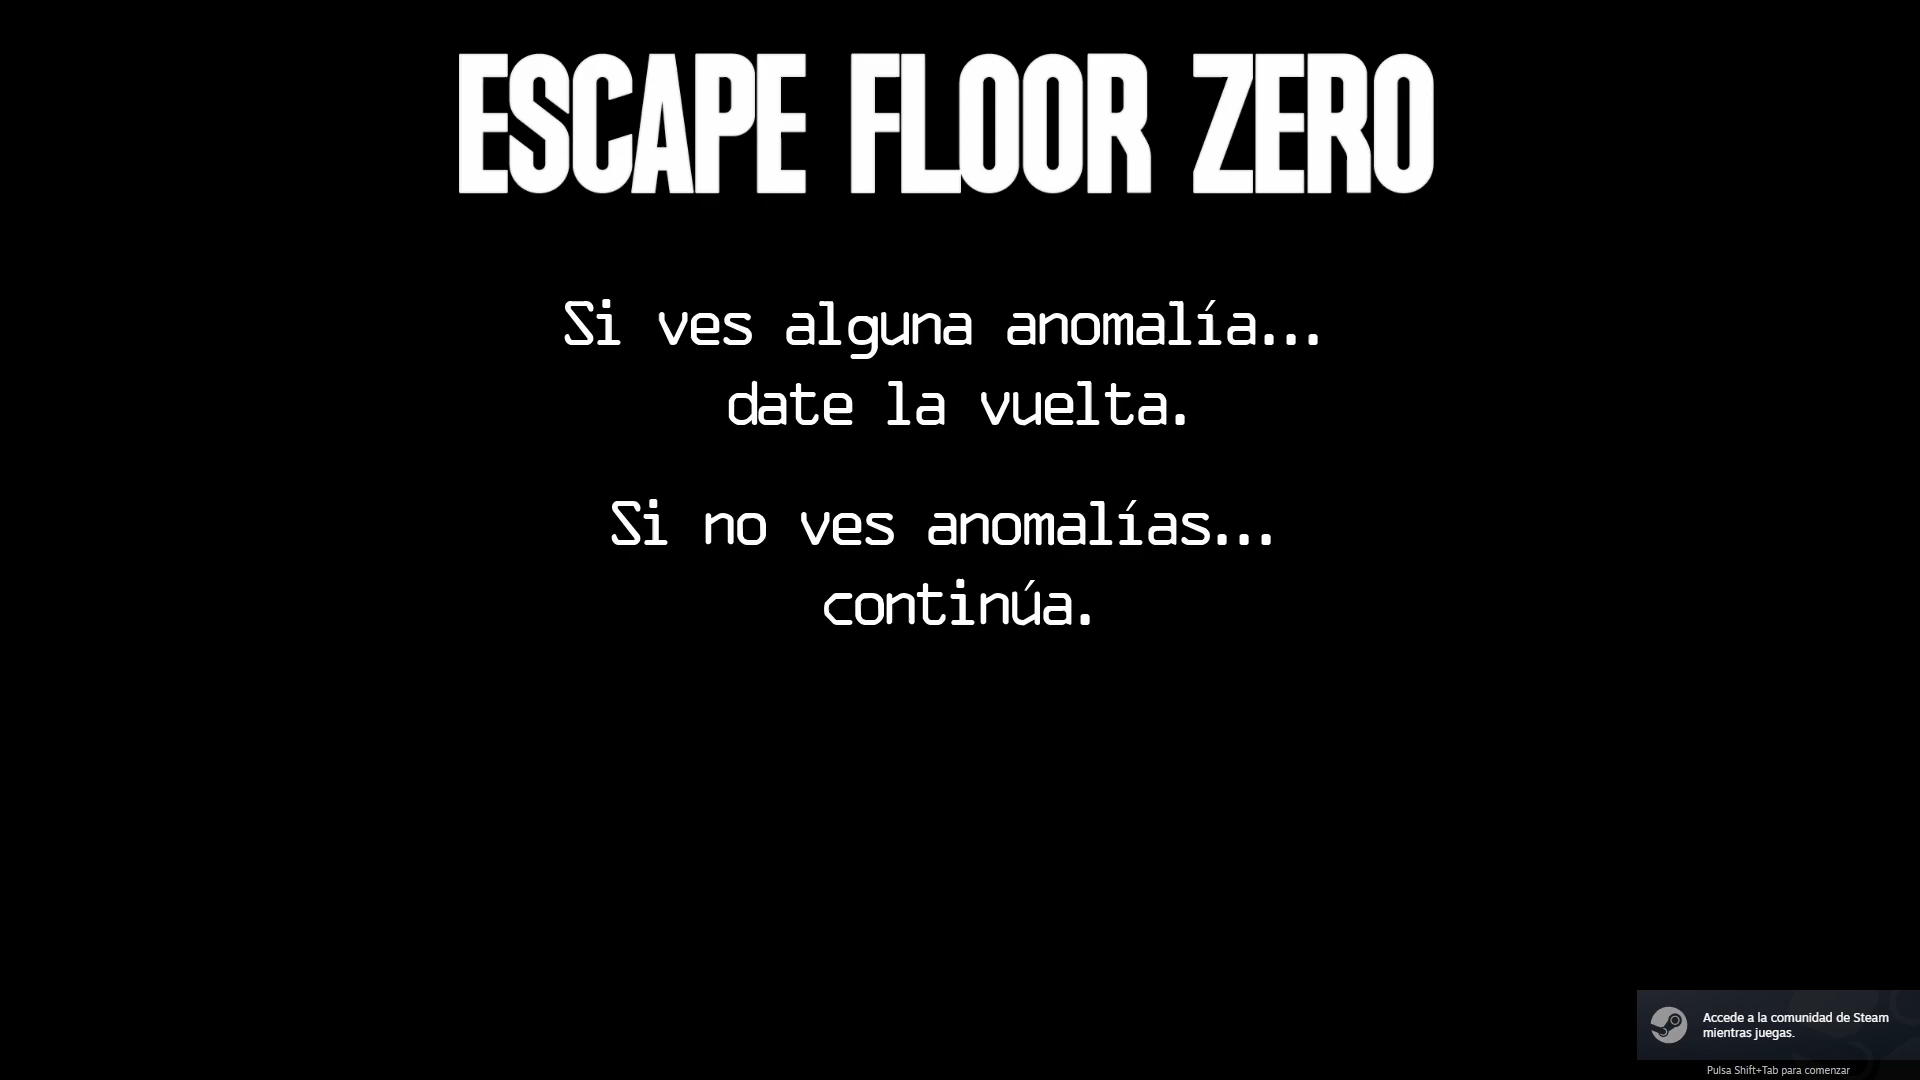 ESCAPE FLOOR ZERO
Si ves alguna anomalía...
date la vuelta.
Si no ves anomalías...
continúa.
Accede a la comunidad de Steam
mientras juegas.
Pulsa Shift+Tab para comenzar